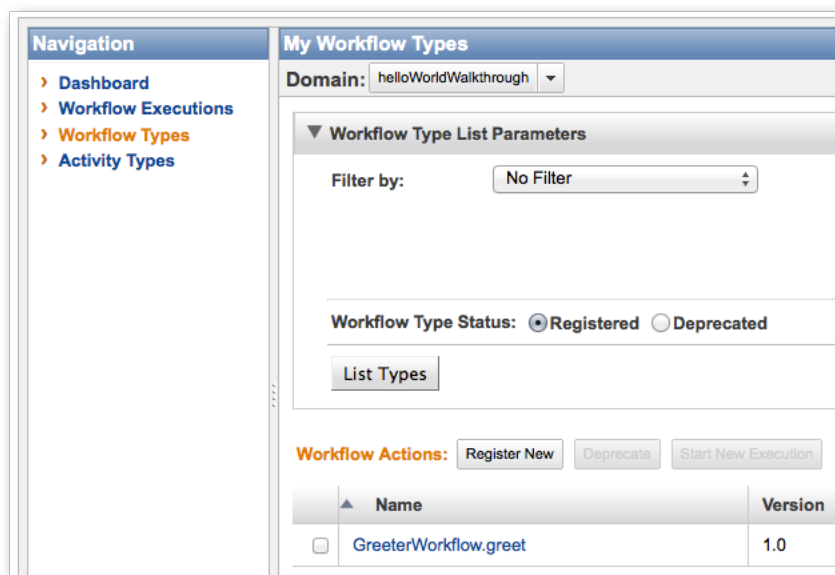 Navigation
Dashboard
Workflow Executions
Workflow Types
Activity Types
My Workflow Types
Domain: helloWorldWalkthrough
Workflow Type List Parameters
Filter by: No Filter
Workflow Type Status: Registered Deprecated
List Types
Workflow Actions: Register New Deprecate Start New Execution
Name Version
GreeterWorkflow.greet 1.0